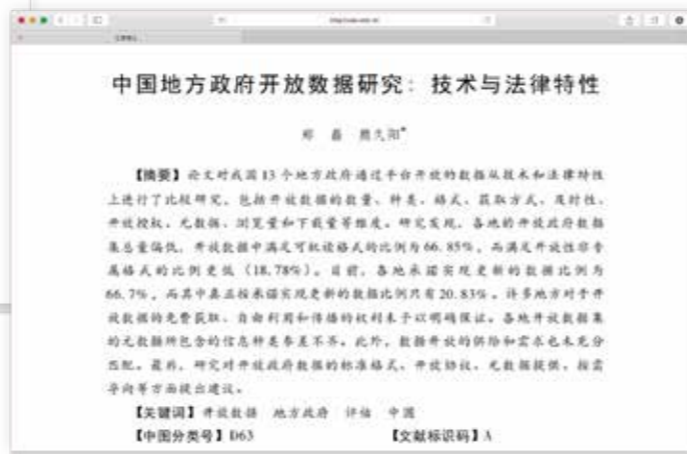 中国地方政府开放数据研究：技术与法律特性
郑 磊 熊久阳*
【摘要】论文对我国13个地方政府通过平台开放的数据从技术和法律特性
上进行了比较研究，包括开放数据的数量、种类、格式、获取方式、及时性、
开放授权、元数据、浏览量和下载量等维度。研究发现，各地的开放政府数据
集总量偏低，开放数据中满足可机读格式的比例为66.85%，而满足开放性非专
属格式的比例更低（18.78%）。目前，各地承诺实现更新的数据比例为
66.7%，而其中真正按承诺实现更新的数据比例只有20.83%。许多地方对于开
放数据的免费获取、自由利用和传播的权利未予以明确保证。各地开放数据集
的元数据所包含的信息种类参差不齐。此外，数据开放的供给和需求也未充分
匹配。最后，研究对开放政府数据的标准格式、开放协议、元数据提供、按需
导向等方面提出建议。
【关键词】开放数据 地方政府 评估 中国
【中图分类号】D63 【文献标识码】A